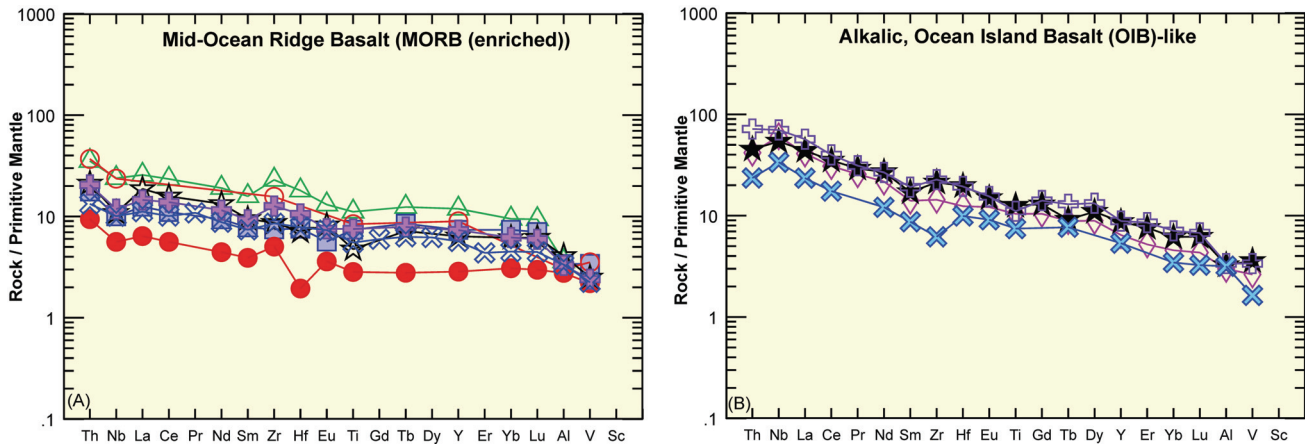 Mid-Ocean Ridge Basalt (MORB (enriched))
Rock / Primitive Mantle
1000
100
10
1
.1
(A)
Th Nb La Ce Pr Nd Sm Zr Hf Eu Ti Gd Tb Dy Y Er Yb Lu Al V Sc
Alkalic, Ocean Island Basalt (OIB)-like
Rock / Primitive Mantle
1000
100
10
1
.1
(B)
Th Nb La Ce Pr Nd Sm Zr Hf Eu Ti Gd Tb Dy Y Er Yb Lu Al V Sc